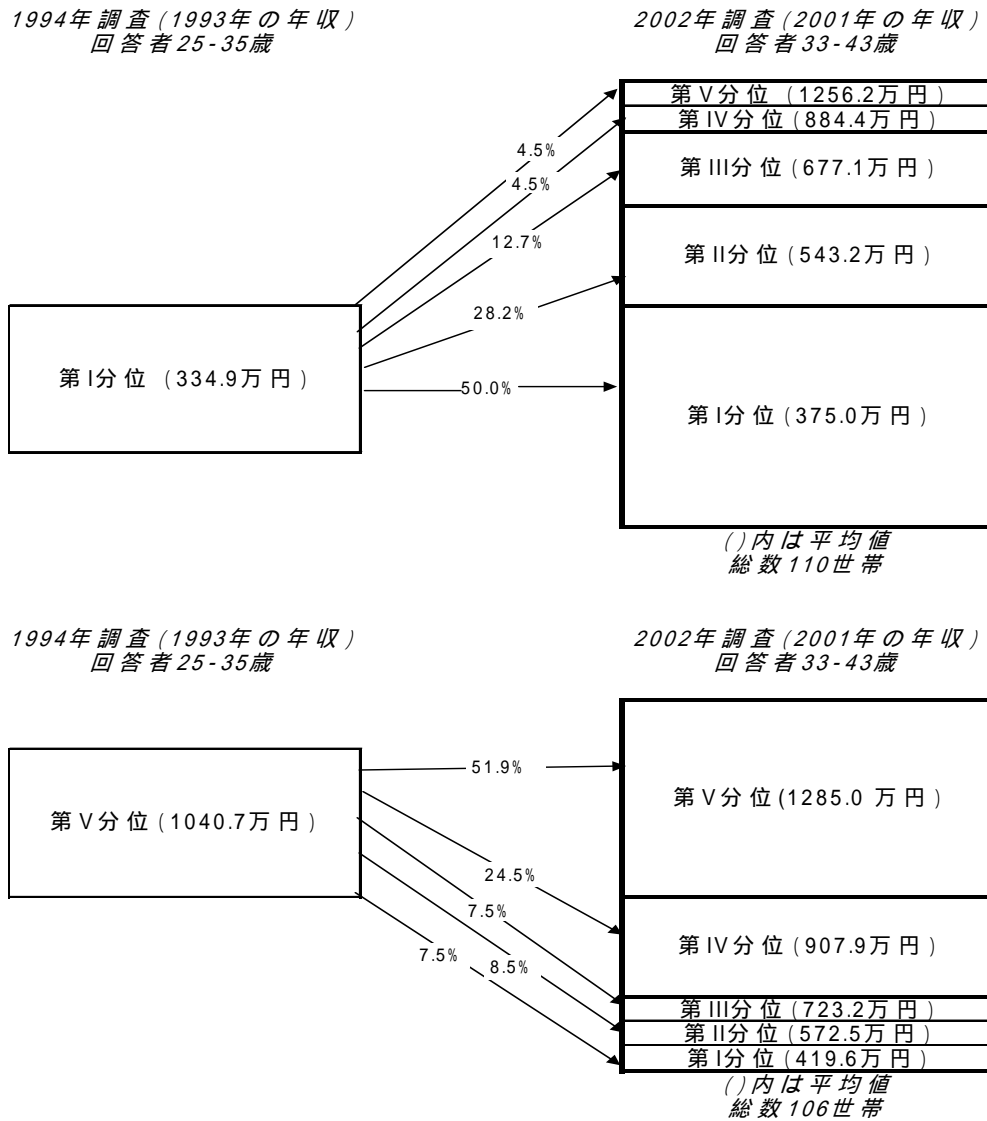 1994年調査(1993年の年収)
回答者25-35歳
2002年調査(2001年の年収)
回答者33-43歳
第V分位 (1256.2万円)
第IV分位(884.4万円)
第III分位(677.1万円)
第II分位(543.2万円)
第I分位(375.0万円)
4.5%
4.5%
12.7%
28.2%
50.0%
第I分位 (334.9万円)
()内は平均値
総数110世帯
1994年調査(1993年の年収)
回答者25-35歳
2002年調査(2001年の年収)
回答者33-43歳
第V分位(1040.7万円)
51.9%
24.5%
7.5%
8.5%
7.5%
第V分位(1285.0 万円)
第IV分位(907.9万円)
第III分位(723.2万円)
第II分位(572.5万円)
第I分位(419.6万円)
()内は平均値
総数106世帯